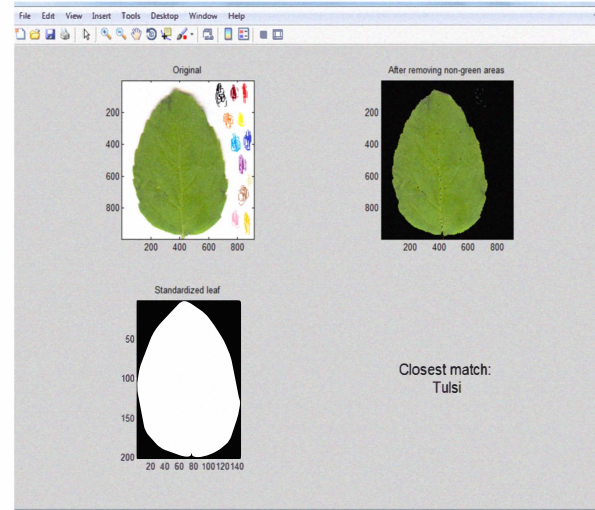 File Edit View Insert Tools Desktop Window Help
Original
After removing non-green areas
200
400
600
800
200 400 600 800
200
400
600
800
200 400 600 800
Standardized leaf
50
100
150
200
20 40 60 80 100 120 140
Closest match:
Tulsi